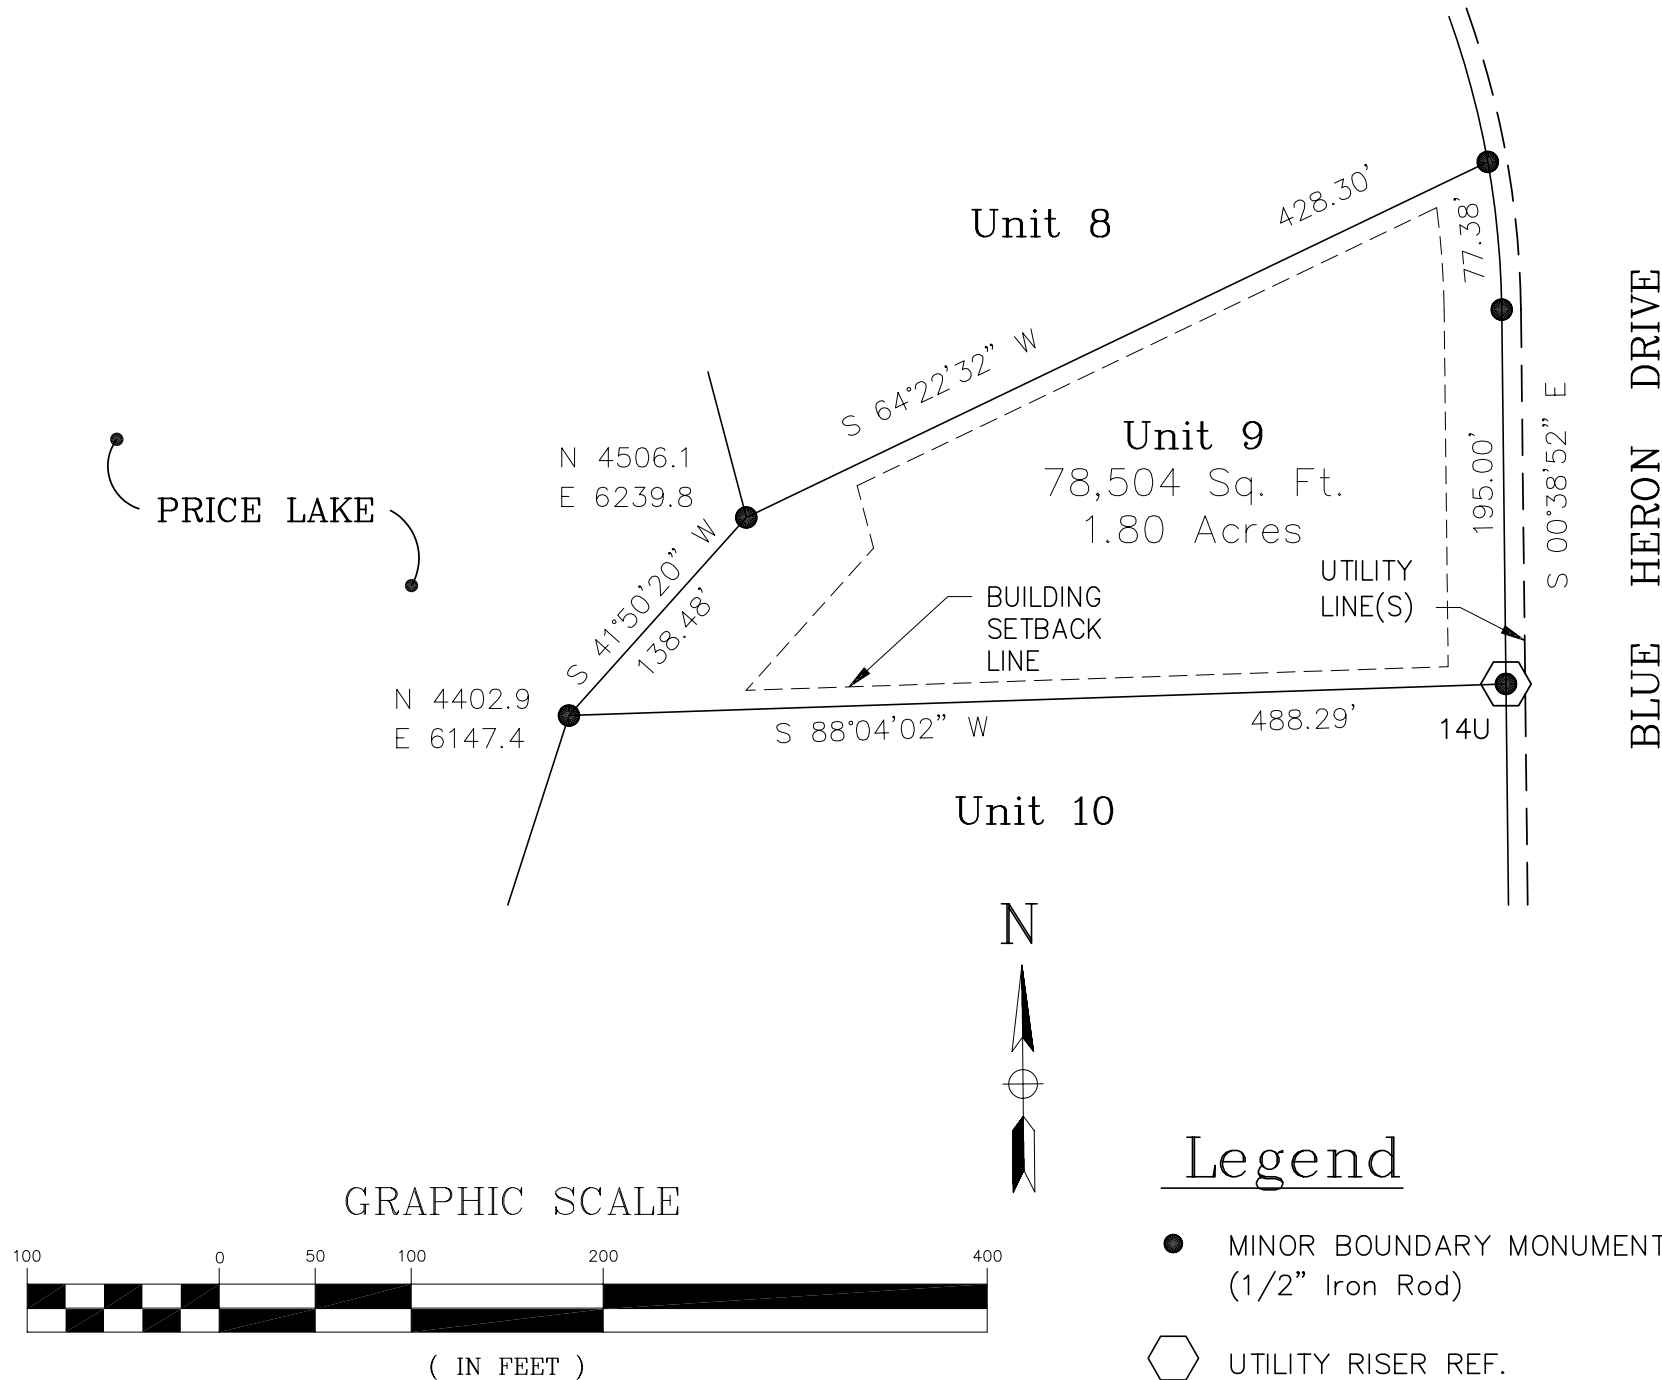 Unit 8
428.30'
77.38'
S 64°22'32" W
N 4506.1
E 6239.8
PRICE LAKE
Unit 9
78,504 Sq. Ft.
1.80 Acres
195.00'
S 00°38'52" E
BLUE HERON DRIVE
S 41°50'20" W
138.48'
BUILDING
SETBACK
LINE
UTILITY
LINE(S)
N 4402.9
E 6147.4
S 88°04'02" W
488.29'
14U
Unit 10
N
GRAPHIC SCALE
100 0 50 100 200 400
( IN FEET )
Legend
MINOR BOUNDARY MONUMENT
(1/2" Iron Rod)
UTILITY RISER REF.